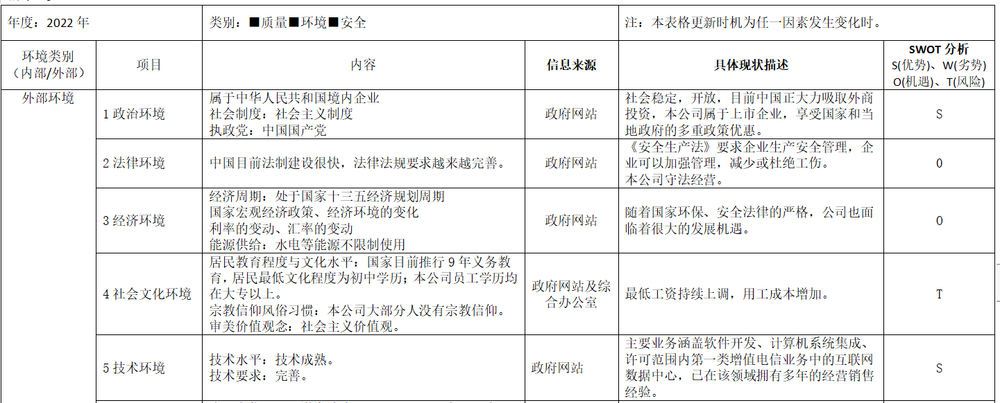 年度：2022 年
类别：■质量■环境■安全
注：本表格更新时机为任一因素发生变化时。
环境类别
（内部/外部）
项目
内容
信息来源
具体现状描述
SWOT 分析
S(优势)、W(劣势)
O(机遇)、T(风险)
外部环境
1 政治环境
属于中华人民共和国境内企业
社会制度：社会主义制度
执政党：中国国产党
政府网站
社会稳定，开放，目前中国正大力吸取外商
投资，本公司属于上市企业，享受国家和当
地政府的多重政策优惠。
S
2 法律环境
中国目前法制建设很快，法律法规要求越来越完善。
政府网站
《安全生产法》要求企业生产安全管理，企
业可以加强管理，减少或杜绝工伤。
本公司守法经营。
O
3 经济环境
经济周期：处于国家十三五经济规划周期
国家宏观经济政策、经济环境的变化
利率的变动、汇率的变动
能源供给：水电等能源不限制使用
政府网站
随着国家环保、安全法律的严格，公司也面
临着很大的发展机遇。
O
4 社会文化环境
居民教育程度与文化水平：国家目前推行 9 年义务教
育，居民最低文化程度为初中学历；本公司员工学历均
在大专以上。
宗教信仰风俗习惯：本公司大部分人没有宗教信仰。
审美价值观念：社会主义价值观。
政府网站及综
合办公室
最低工资持续上调，用工成本增加。
T
5 技术环境
技术水平：技术成熟。
技术要求：完善。
政府网站
主要业务涵盖软件开发、计算机系统集成、
许可范围内第一类增值电信业务中的互联网
数据中心，已在该领域拥有多年的经营销售
经验。
S